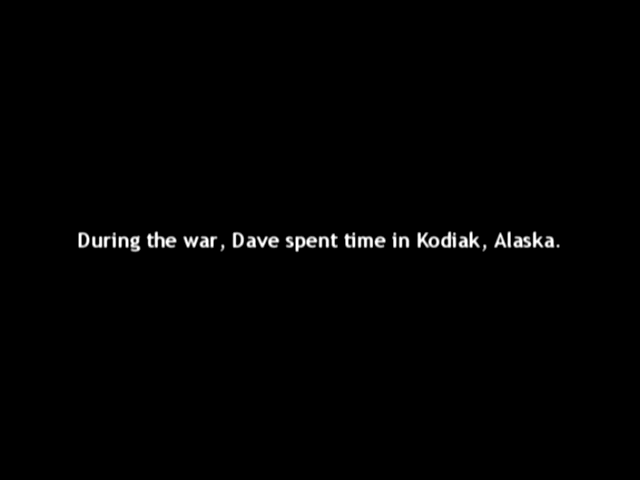 During the war, Dave spent time in Kodiak, Alaska.